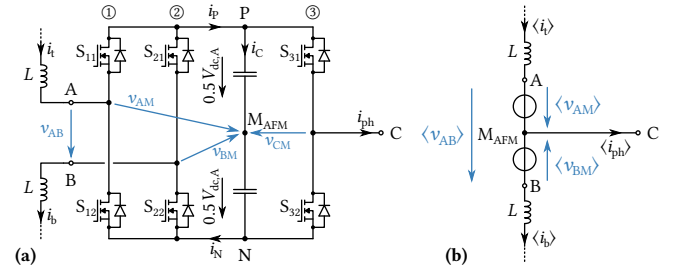 ① ② i_P P ③
i_t S_11 S_21 i_C S_31 ⟨i_t⟩
L 0.5 V_dc,A L
A v_AM A
v_AB M_AFM v_CM i_ph C ⟨v_AB⟩ M_AFM ⟨v_AM⟩ C
v_BM ⟨i_ph⟩
B B ⟨v_BM⟩
L S_12 S_22 0.5 V_dc,A S_32 L
i_b i_N N ⟨i_b⟩
(a) (b)